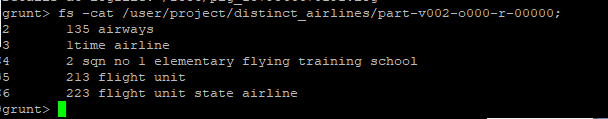 grunt> fs -cat /user/project/distinct_airlines/part-v002-o000-r-00000;
2 135 airways
3 1time airline
4 2 sqn no 1 elementary flying training school
5 213 flight unit
6 223 flight unit state airline
grunt>